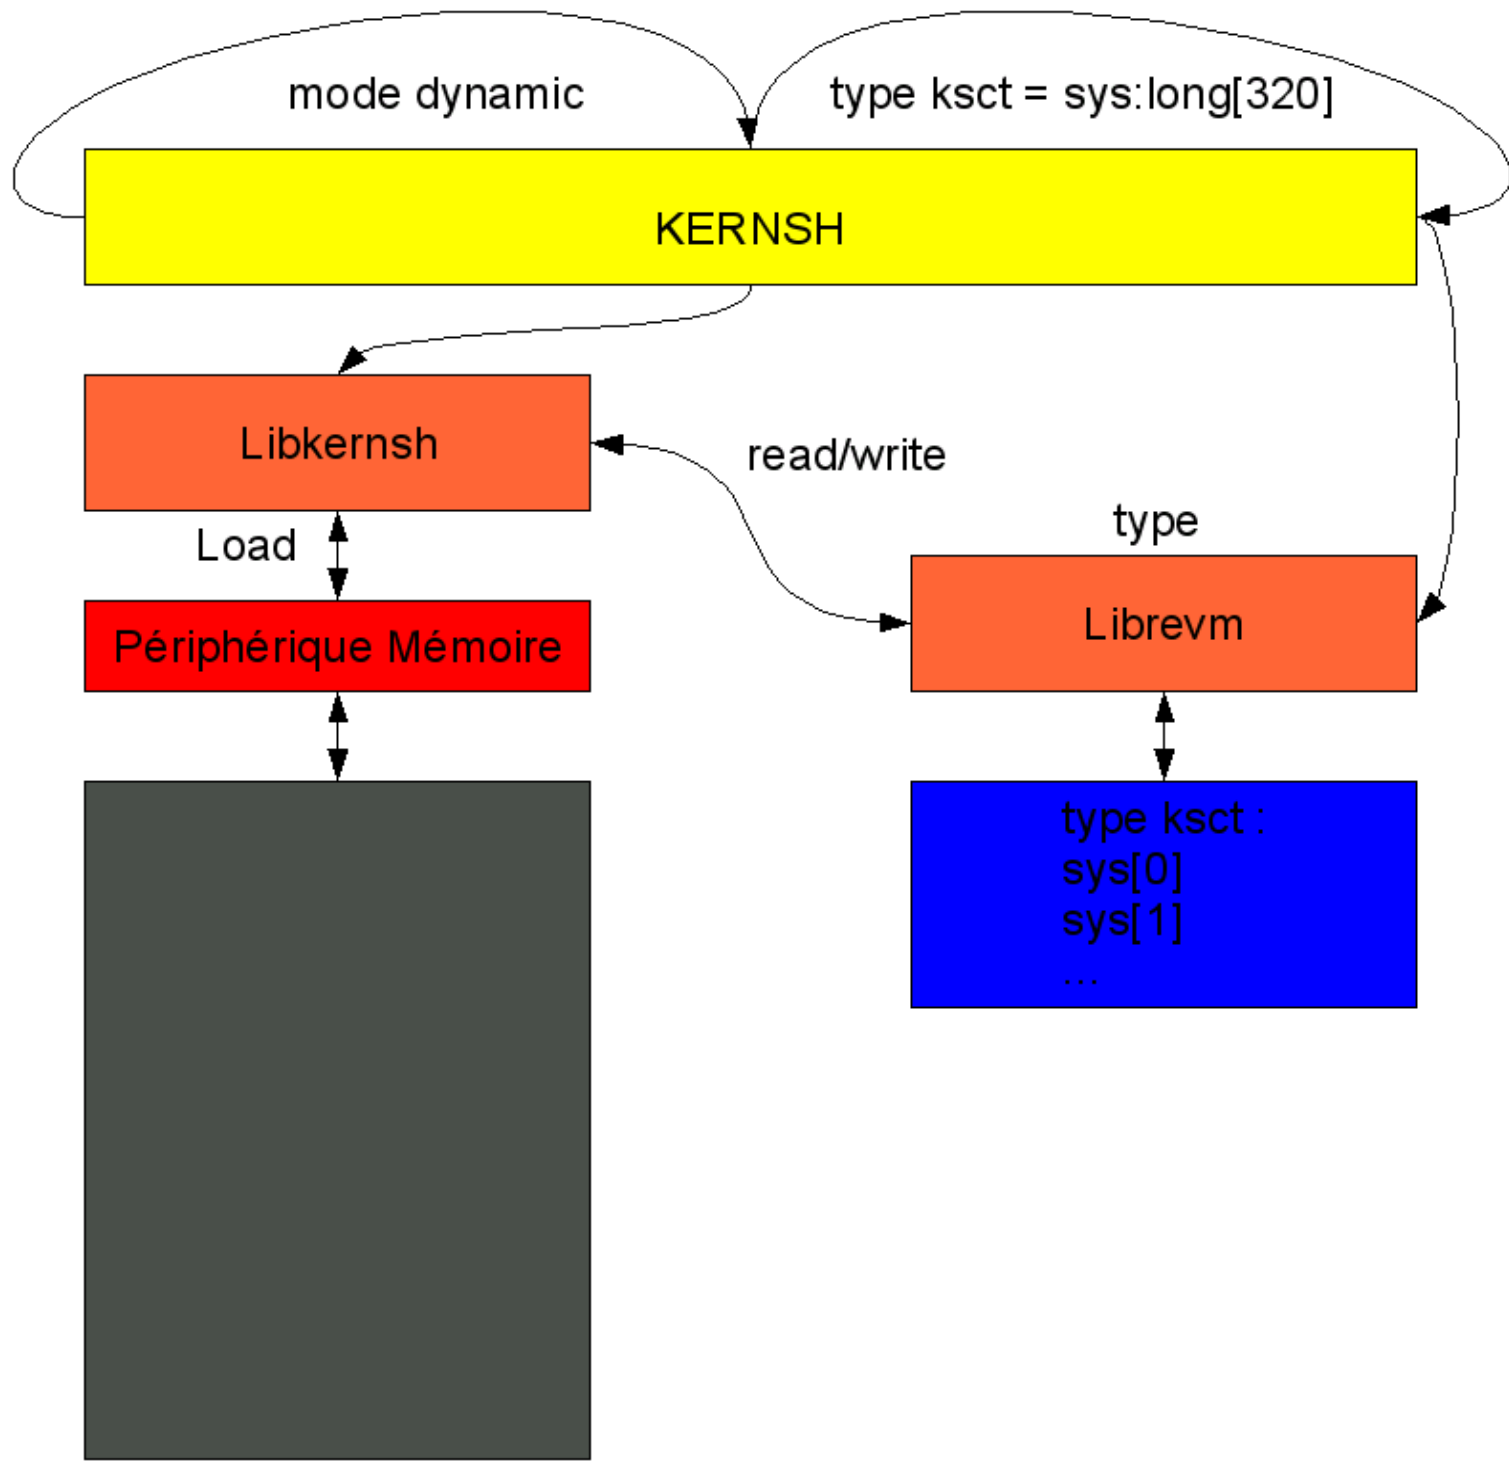 mode dynamic
type ksct = sys:long[320]
KERNSH
Libkernsh
read/write
type
Load
Librevm
Périphérique Mémoire
type ksct :
sys[0]
sys[1]
...